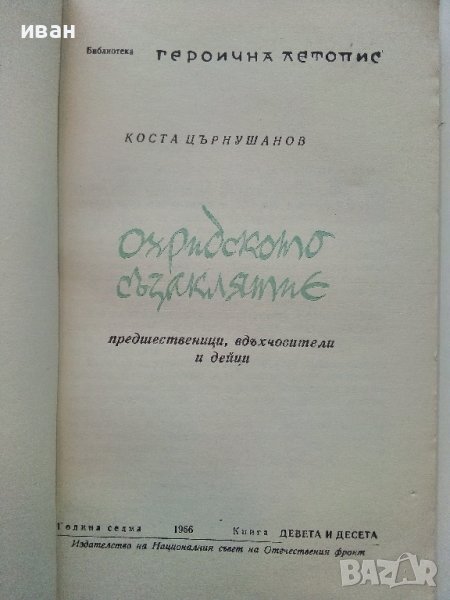 иван
Библиотека ГЕРОИЧНА ЛЕТОПИС
КОСТА ЦЪРНУШАНОВ
Охридското
съзаклятие
предшественици, вдъхновители
и дейци
Година седма 1966 Книга ДЕВЕТА И ДЕСЕТА
Издателство на Националния съвет на Отечествения фронт
BAZAR